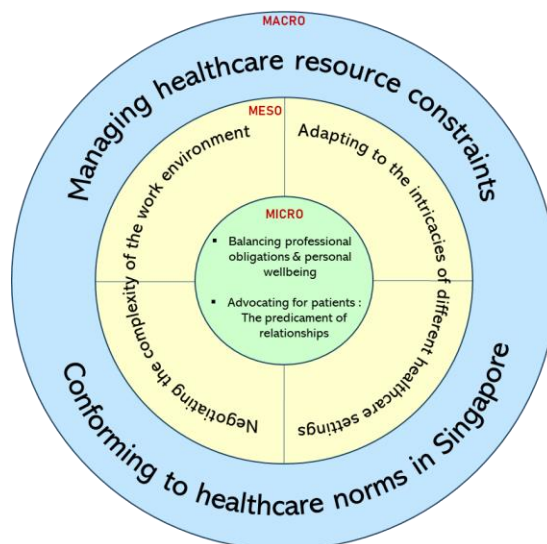 MACRO
Managing healthcare resource constraints
MESO
Negotiating the complexity of the work environment
Adapting to the intricacies of different healthcare settings
MICRO
▪ Balancing professional
obligations & personal
wellbeing
▪ Advocating for patients :
The predicament of
relationships
Conforming to healthcare norms in Singapore